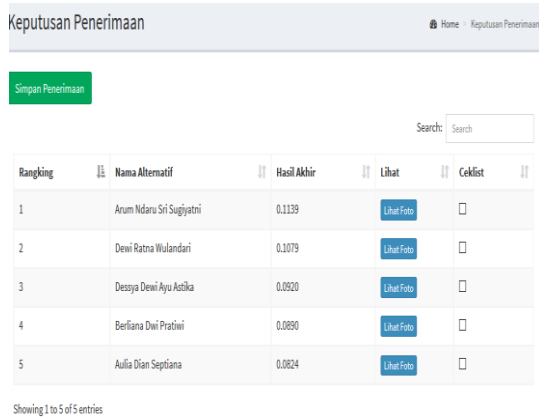 Keputusan Penerimaan
Home > Keputusan Penerimaan
Simpan Penerimaan
Search: Search
Rangking Nama Alternatif Hasil Akhir Lihat Ceklist
1 Arum Ndaru Sri Sugiyatni 0.1139 Lihat Foto
2 Dewi Ratna Wulandari 0.1079 Lihat Foto
3 Dessya Dewi Ayu Astika 0.0920 Lihat Foto
4 Berliana Dwi Pratiwi 0.0890 Lihat Foto
5 Aulia Dian Septiana 0.0824 Lihat Foto
Showing 1 to 5 of 5 entries